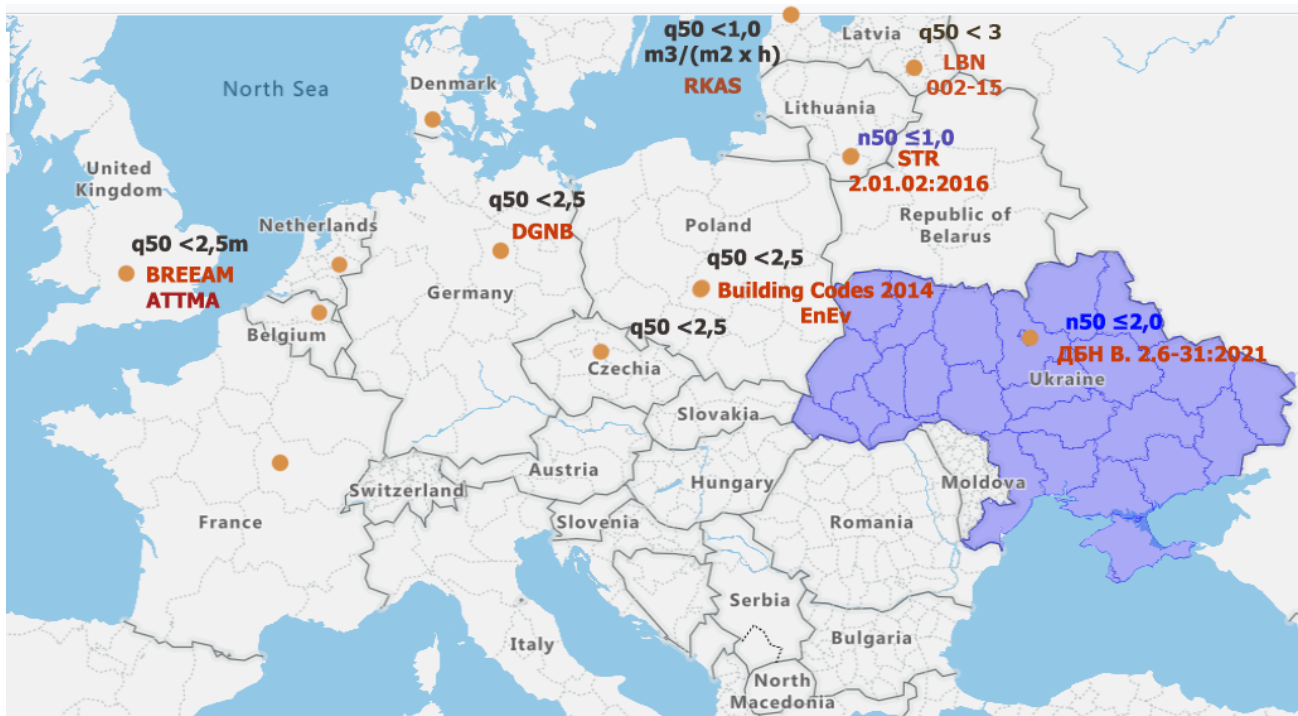 q50 <1,0
m3/(m2 x h)
RKAS
Latvia
q50 < 3
LBN
002-15
North Sea
Denmark
Lithuania
n50 ≤1,0
STR
2.01.02:2016
United
Kingdom
q50 <2,5
DGNB
Netherlands
Poland
Republic of
Belarus
q50 <2,5m
BREEAM
ATTMA
q50 <2,5
Building Codes 2014
EnEv
Germany
Belgium
q50 <2,5
Czechia
n50 ≤2,0
ДБН В. 2.6-31:2021
Ukraine
Slovakia
Austria
Hungary
Moldova
Switzerland
France
Slovenia
Romania
Serbia
Italy
Bulgaria
North
Macedonia